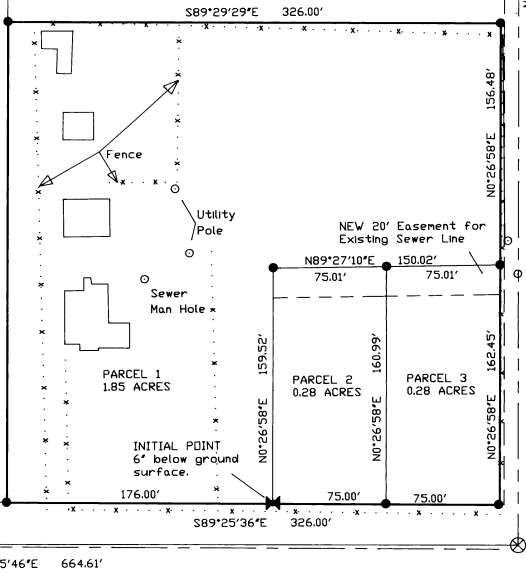 S89°29'29"E 326.00'
N0°26'58"E 156.48'
Fence
Utility
Pole
NEW 20' Easement for
Existing Sewer Line
N89°27'10"E 150.02'
75.01' 75.01'
Sewer
Man Hole
N0°26'58"E 159.52'
N0°26'58"E 160.99'
N0°26'58"E 162.45'
PARCEL 1
1.85 ACRES
PARCEL 2
0.28 ACRES
PARCEL 3
0.28 ACRES
INITIAL POINT
6" below ground
surface.
176.00' 75.00' 75.00'
S89°25'36"E 326.00'
5'46"E 664.61'